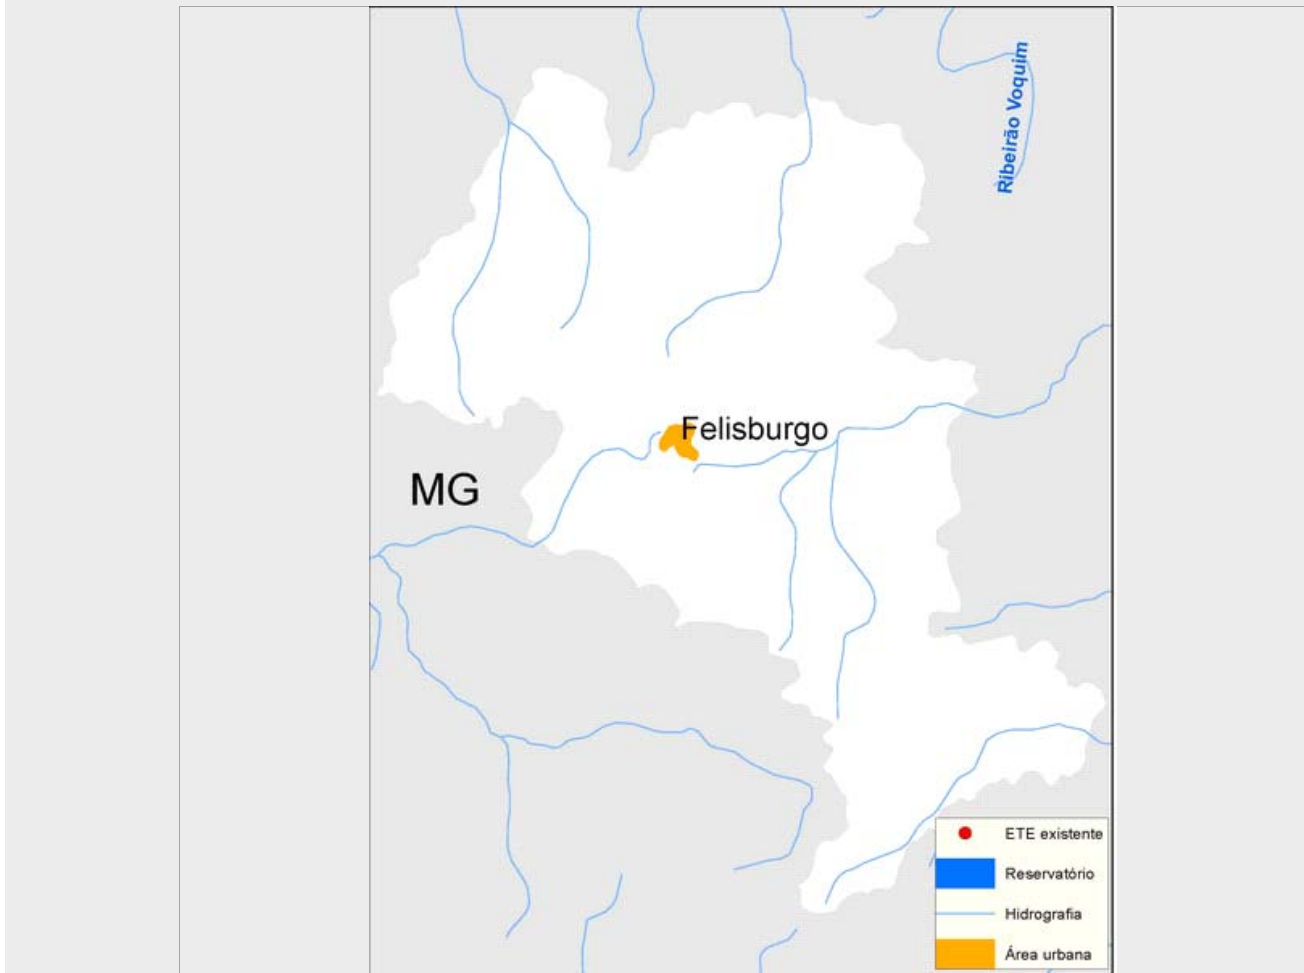 Ribeirão Voquim
Felisburgo
MG
ETE existente
Reservatório
Hidrografia
Área urbana